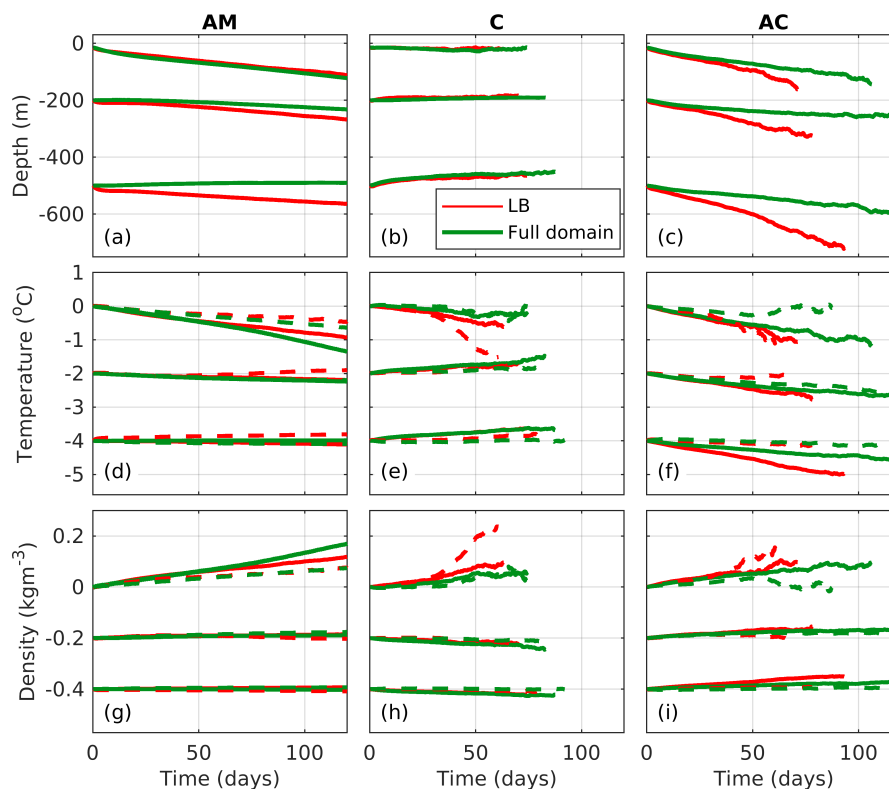 AM C AC
0
-200
-400
-600
Depth (m)
(a) (b) (c)
LB
Full domain
1
0
-1
-2
-3
-4
-5
Temperature (°C)
(d) (e) (f)
0.2
0
-0.2
-0.4
Density (kgm-3)
(g) (h) (i)
0 50 100 0 50 100 0 50 100
Time (days) Time (days) Time (days)